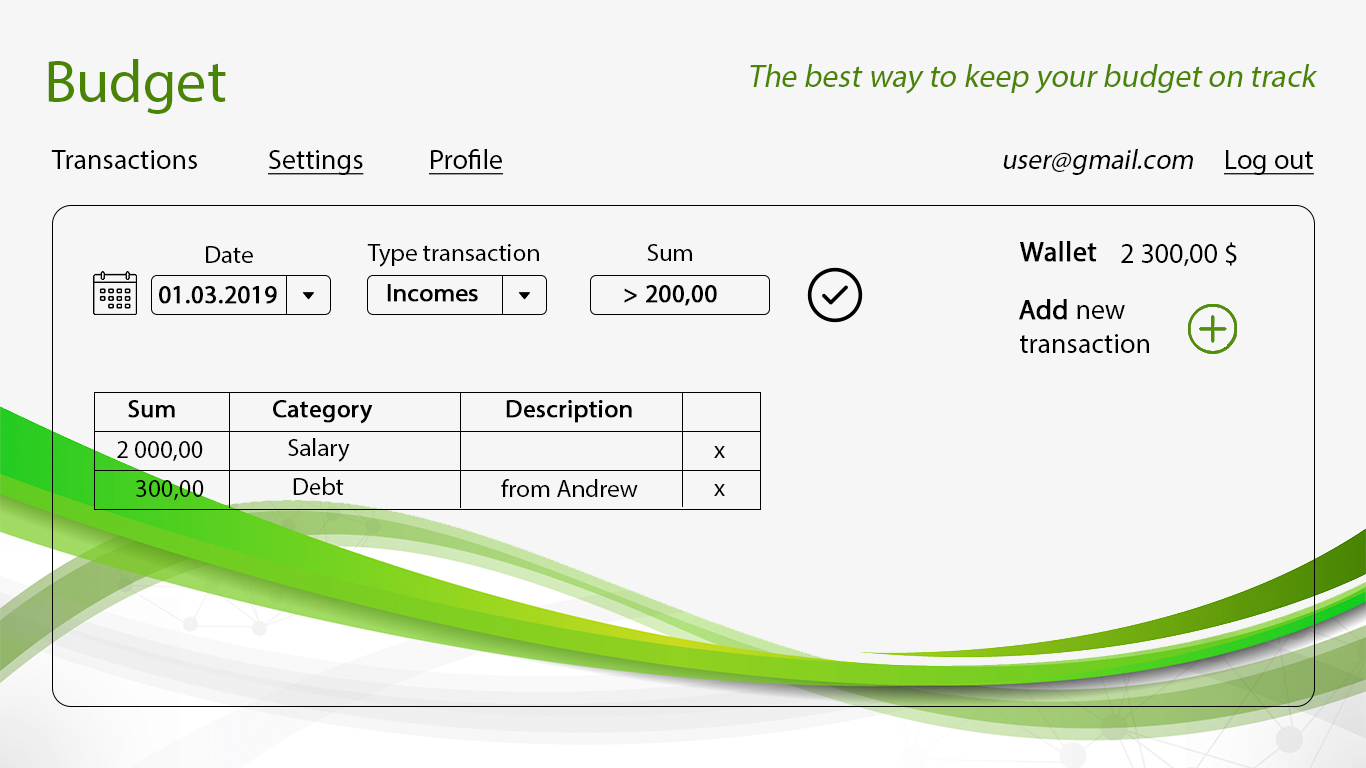 Budget
The best way to keep your budget on track
Transactions Settings Profile user@gmail.com Log out
Date Type transaction Sum
01.03.2019 Incomes > 200,00
Wallet 2 300,00 $
Add new
transaction
Sum Category Description
2 000,00 Salary x
300,00 Debt from Andrew x